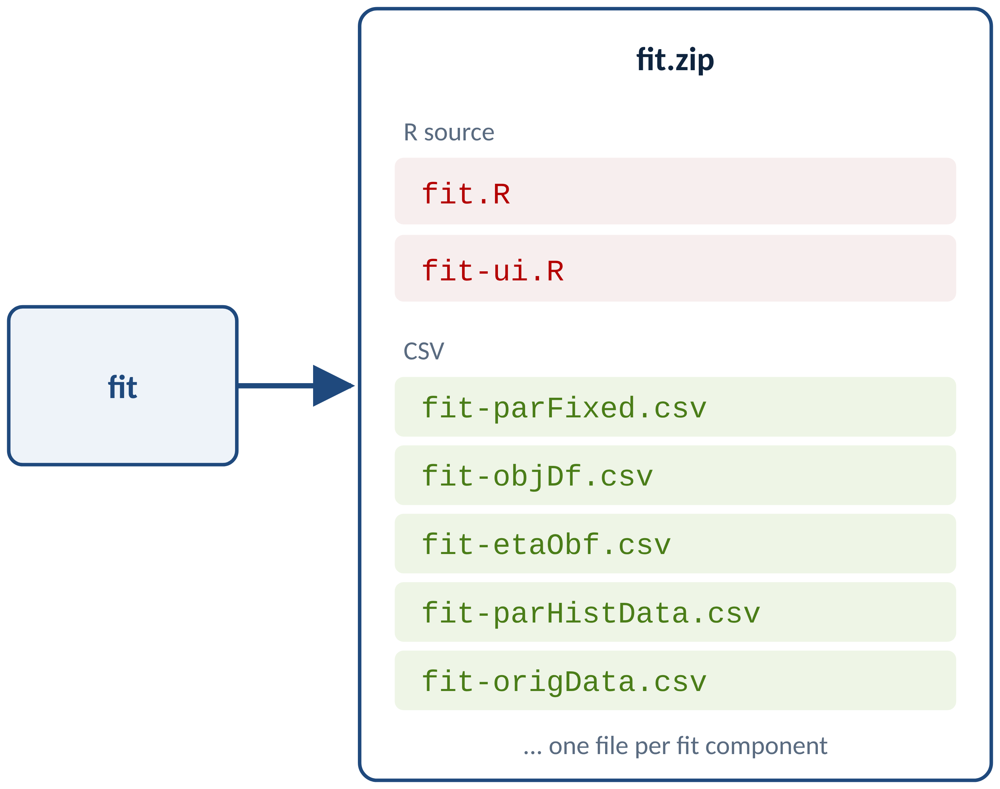 fit.zip
R source
fit.R
fit-ui.R
CSV
fit
fit-parFixed.csv
fit-objDf.csv
fit-etaObf.csv
fit-parHistData.csv
fit-origData.csv
... one file per fit component